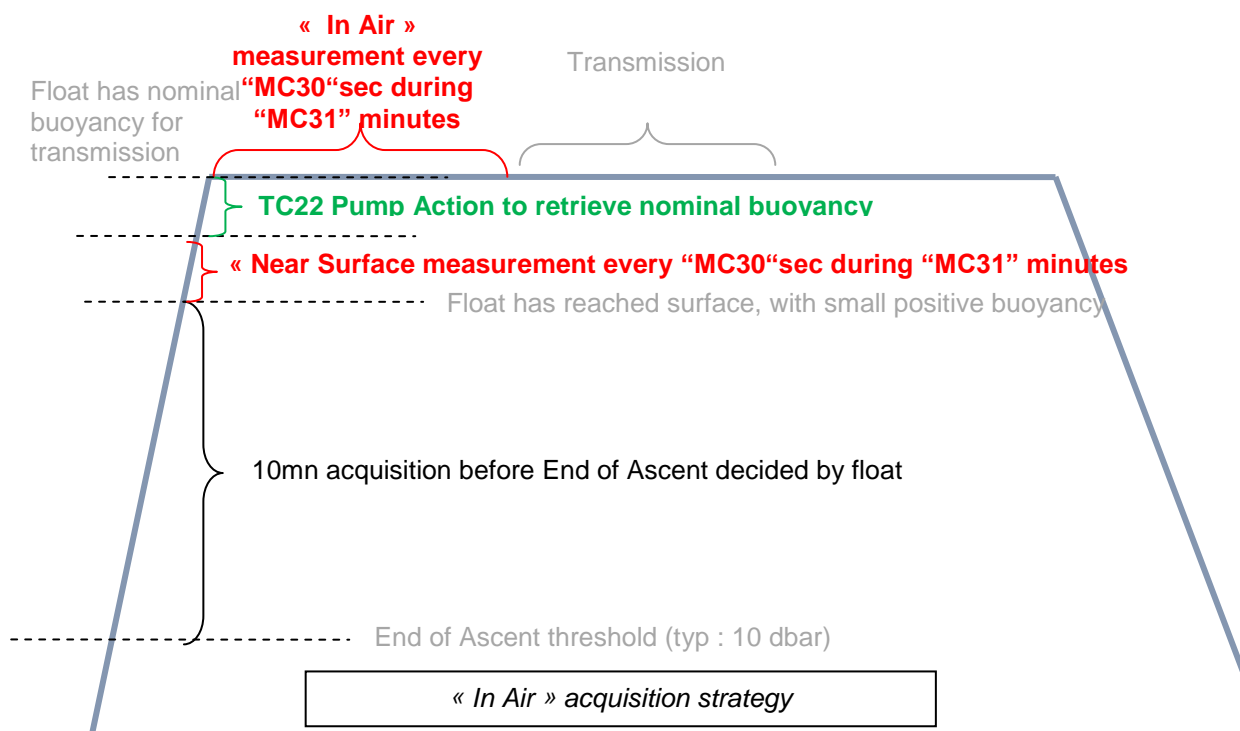 « In Air »
measurement every
“MC30“sec during
“MC31” minutes
Transmission
Float has nominal
buoyancy for
transmission
TC22 Pump Action to retrieve nominal buoyancy
« Near Surface measurement every “MC30“sec during “MC31” minutes
Float has reached surface, with small positive buoyancy
10mn acquisition before End of Ascent decided by float
End of Ascent threshold (typ : 10 dbar)
« In Air » acquisition strategy